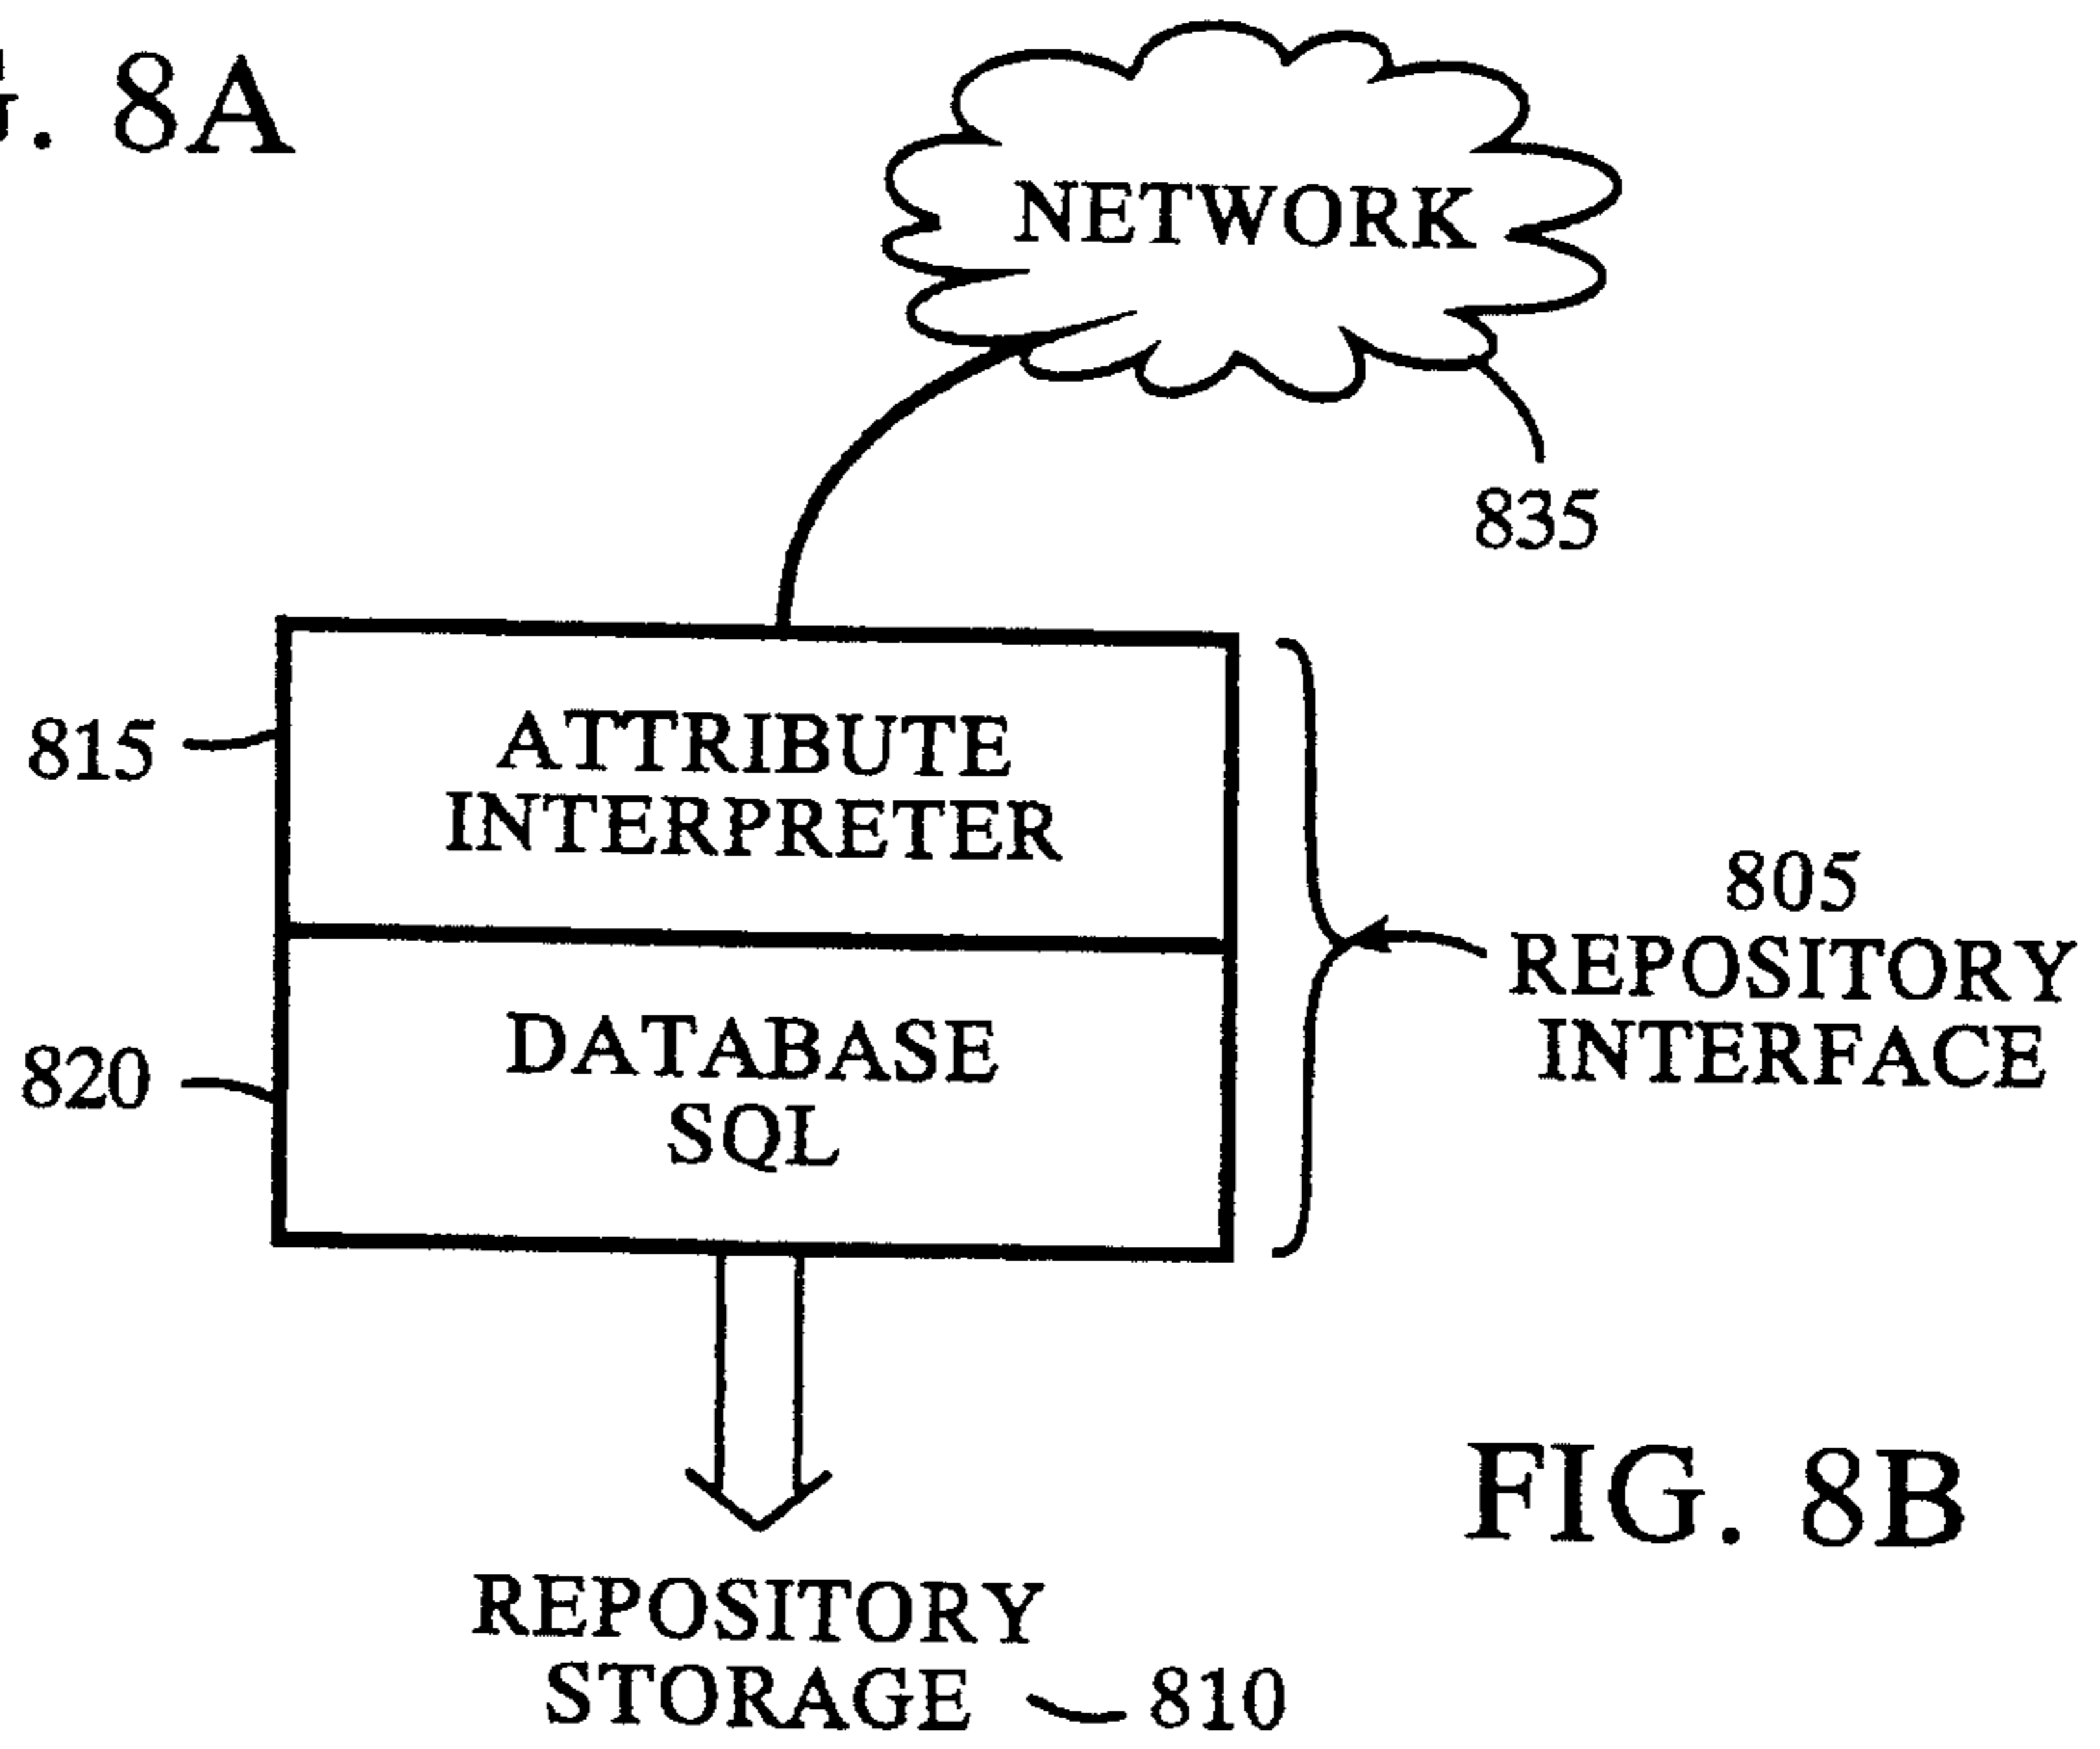 . 8A
NETWORK
835
815
ATTRIBUTE
INTERPRETER
805
REPOSITORY
INTERFACE
820
DATABASE
SQL
FIG. 8B
REPOSITORY
STORAGE
810